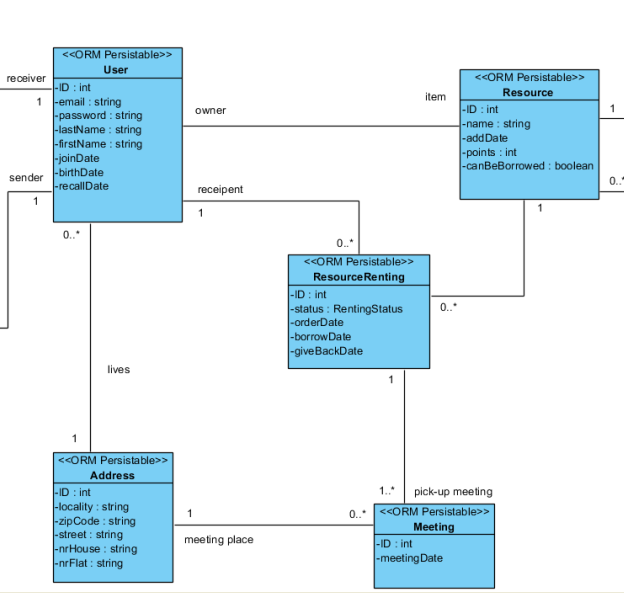 <<ORM Persistable>>
User
-ID : int
-email : string
-password : string
-lastName : string
-firstName : string
-joinDate
-birthDate
-recallDate
receiver
1
sender
1
owner
item
<<ORM Persistable>>
Resource
-ID : int
-name : string
-addDate
-points : int
-canBeBorrowed : boolean
1
0..*
1
receipent
1
0..*
0..*
<<ORM Persistable>>
ResourceRenting
-ID : int
-status : RentingStatus
-orderDate
-borrowDate
-giveBackDate
0..*
1
lives
1
1..*
pick-up meeting
<<ORM Persistable>>
Address
-ID : int
-locality : string
-zipCode : string
-street : string
-nrHouse : string
-nrFlat : string
1
0..*
meeting place
<<ORM Persistable>>
Meeting
-ID : int
-meetingDate